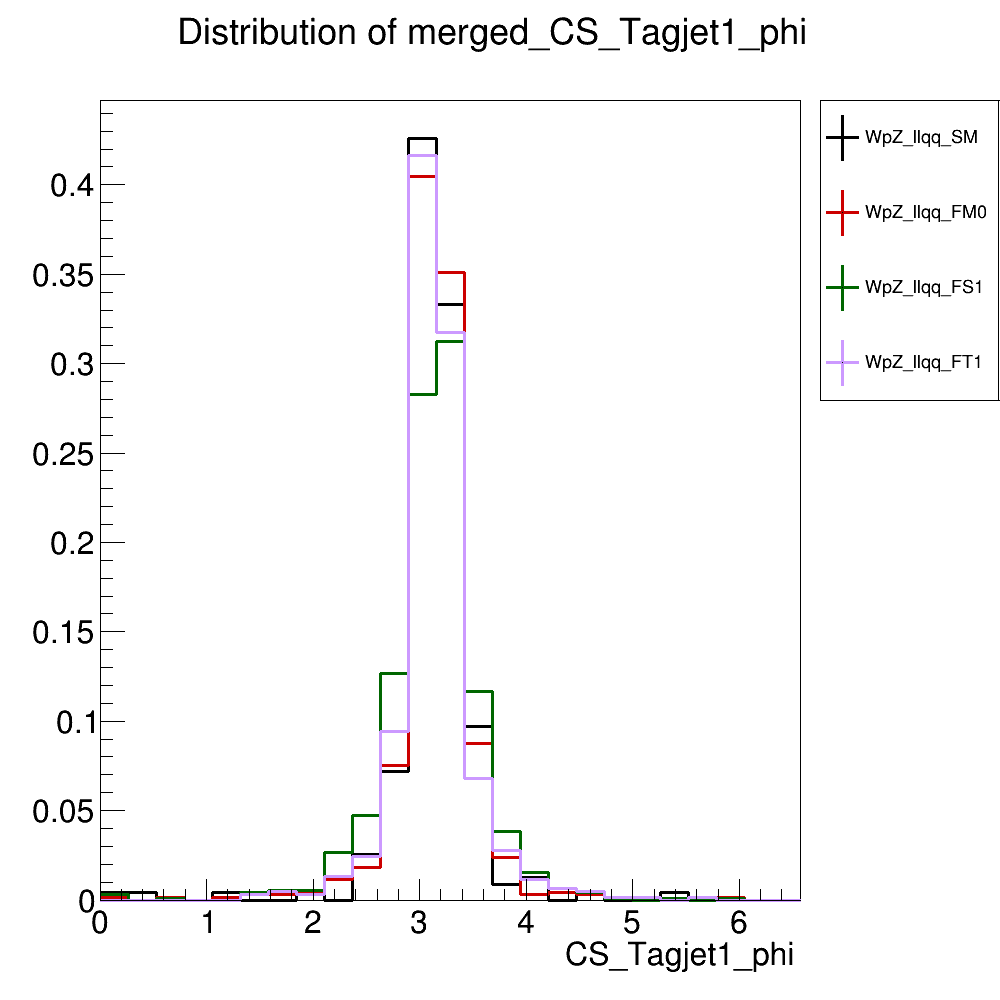 Distribution of merged_CS_Tagjet1_phi
WpZ_llqq_SM
WpZ_llqq_FM0
WpZ_llqq_FS1
WpZ_llqq_FT1
0.4
0.35
0.3
0.25
0.2
0.15
0.1
0.05
0
0 1 2 3 4 5 6
CS_Tagjet1_phi